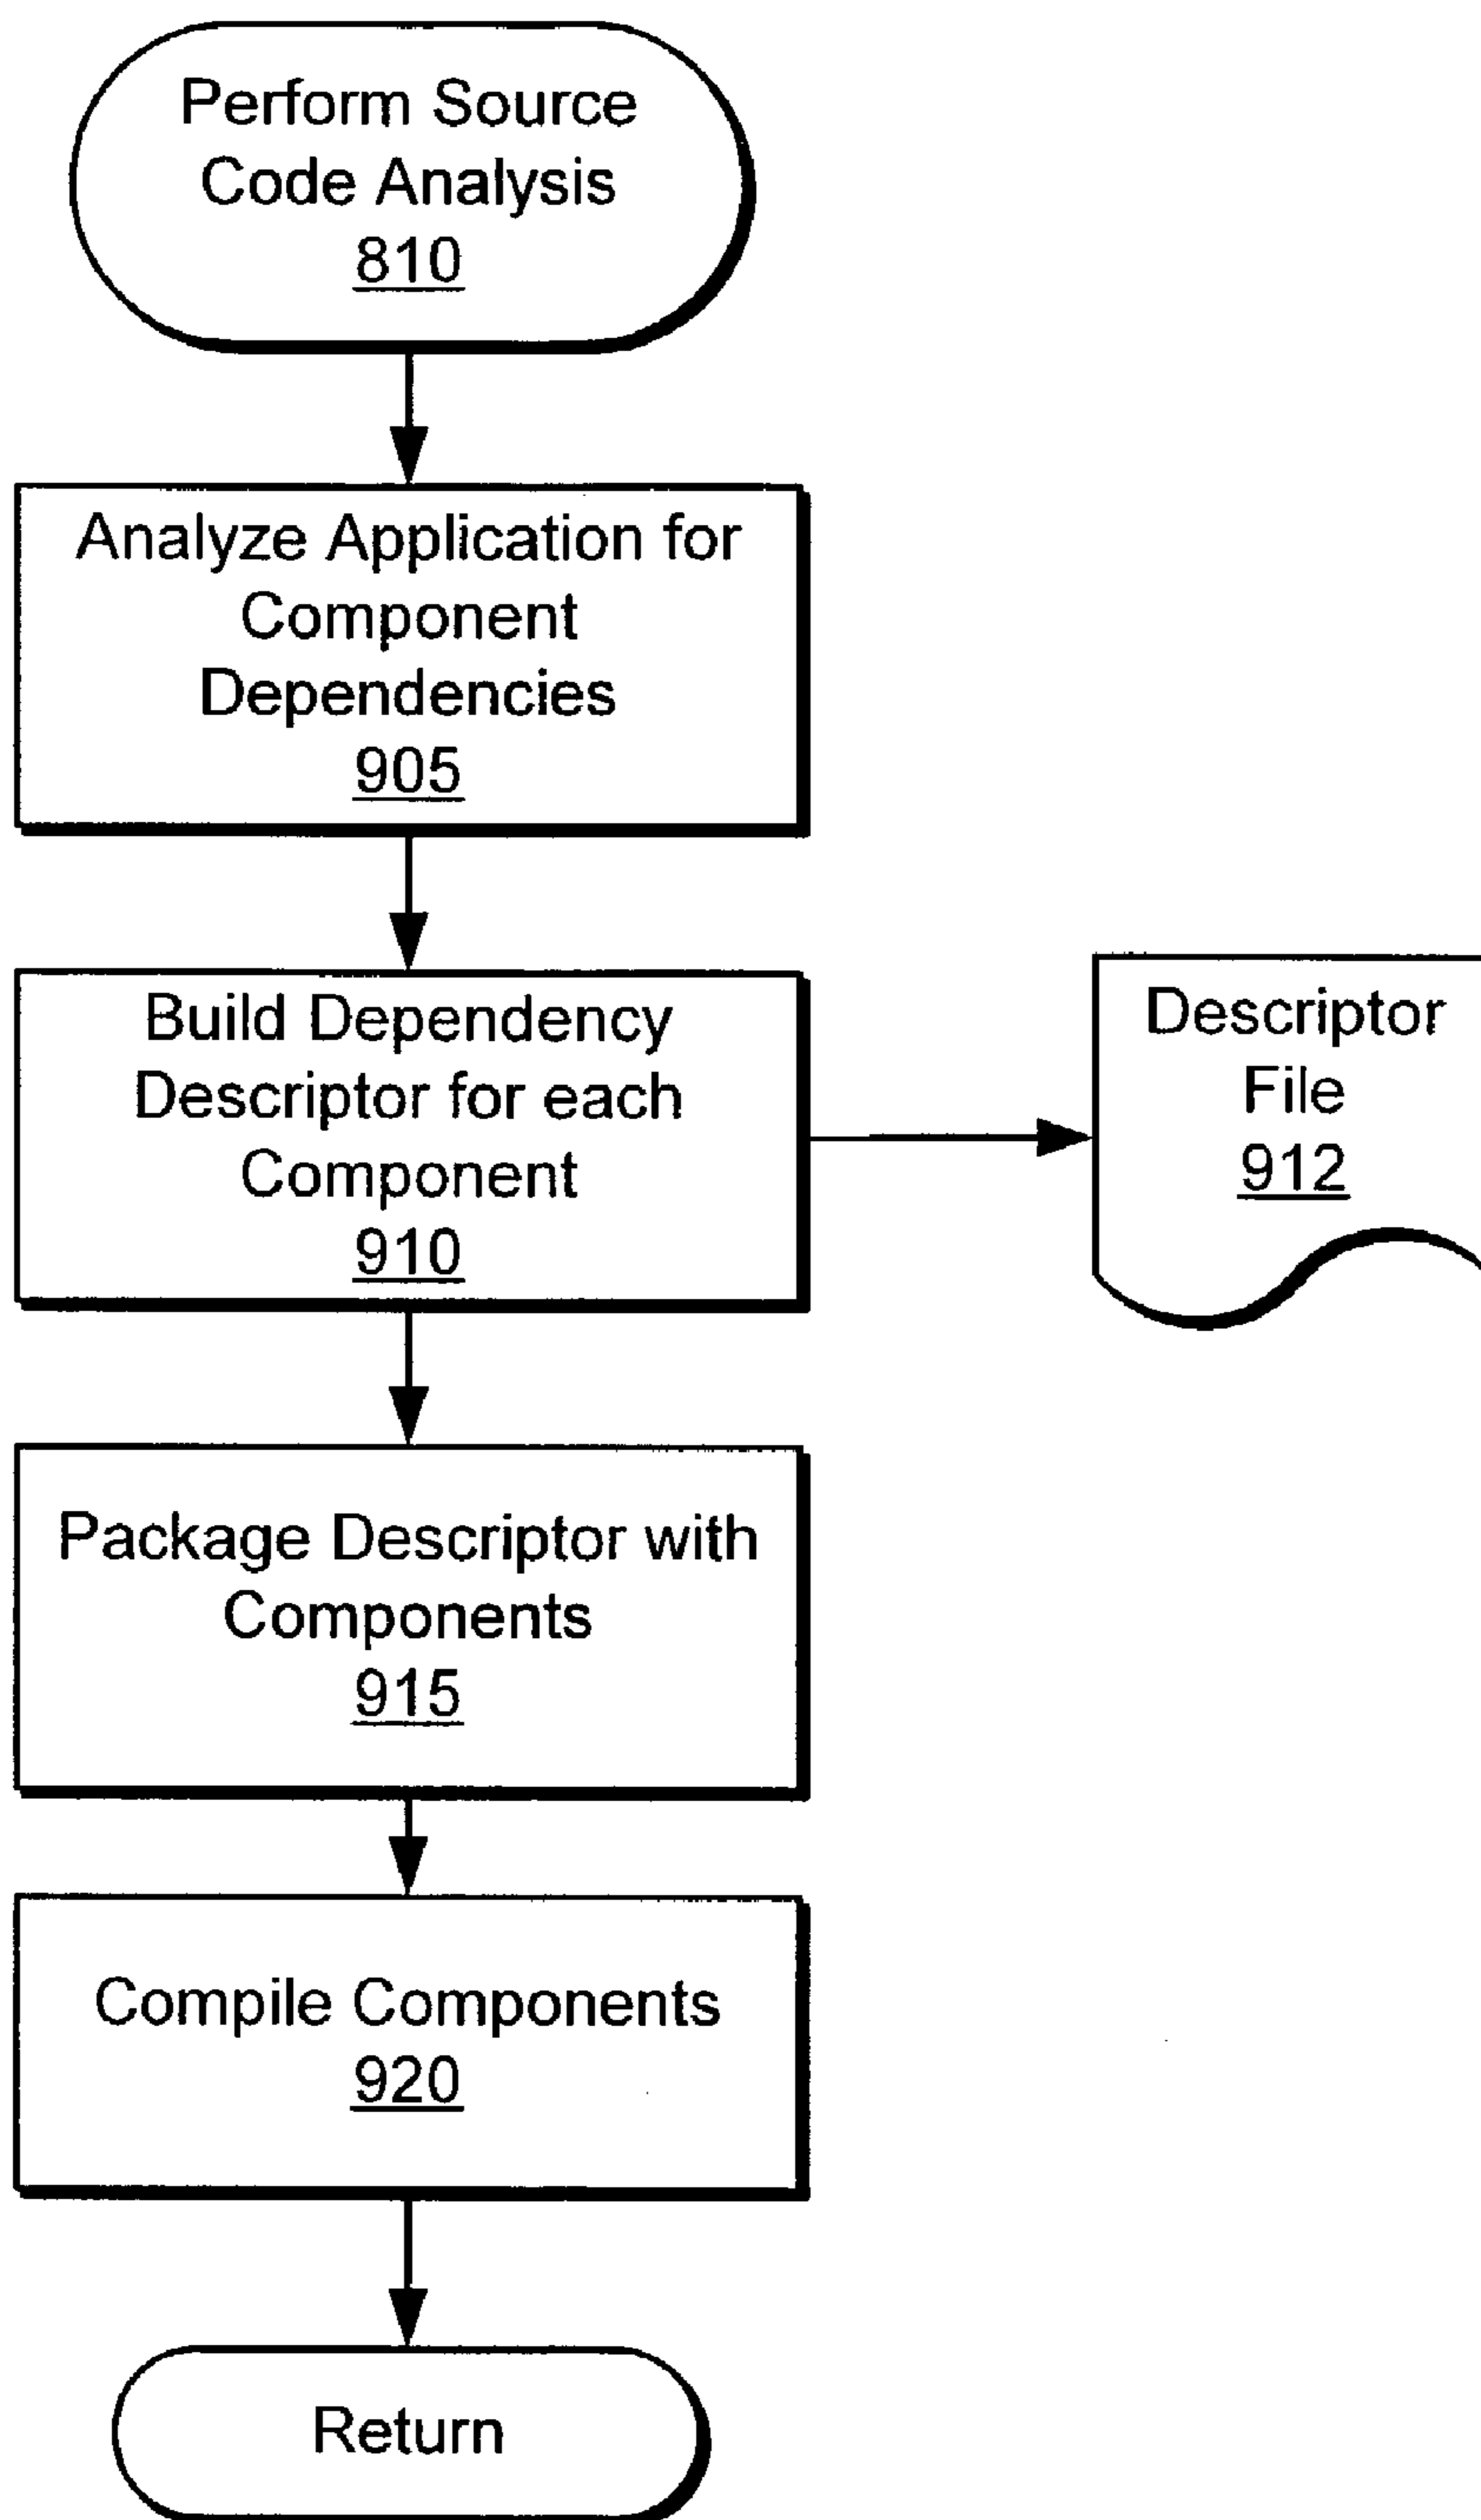 Perform Source
Code Analysis
810
Analyze Application for
Component
Dependencies
905
Build Dependency
Descriptor for each
Component
910
Descriptor
File
912
Package Descriptor with
Components
915
Compile Components
920
Return